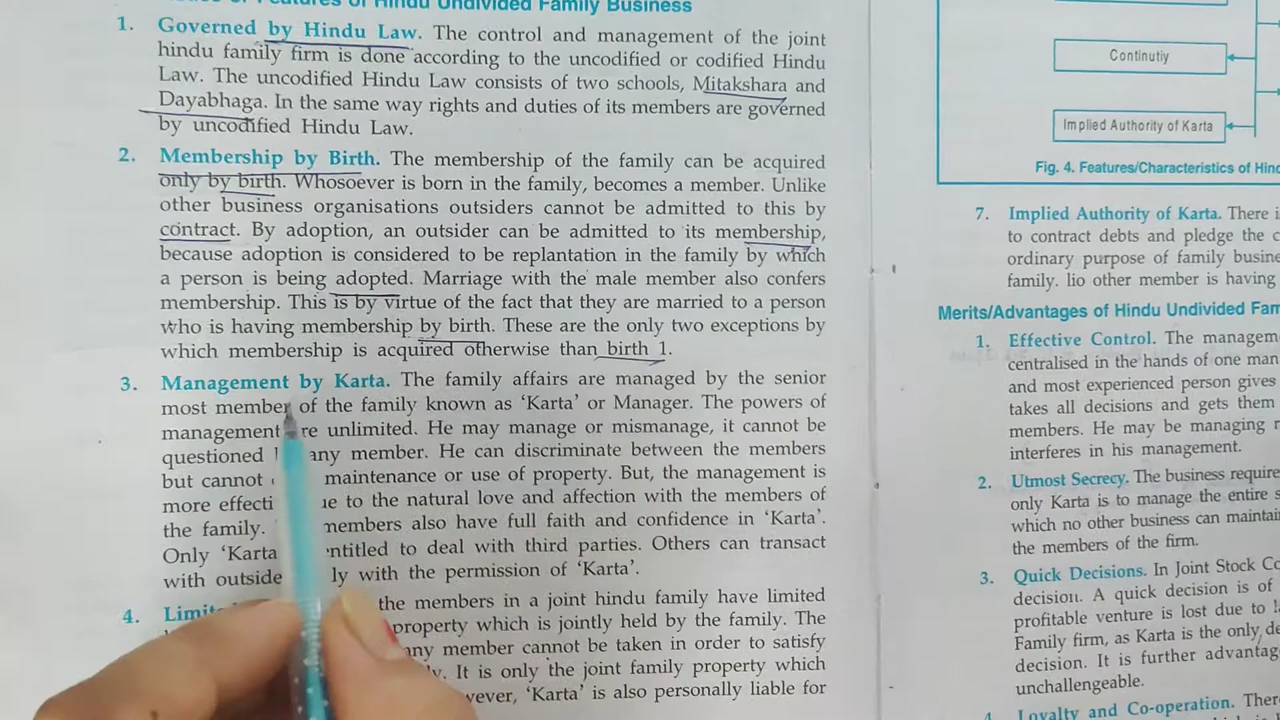 of Features of Hindu Undivided Family Business
1. Governed by Hindu Law. The control and management of the joint
hindu family firm is done according to the uncodified or codified Hindu
Law. The uncodified Hindu Law consists of two schools, Mitakshara and
Dayabhaga. In the same way rights and duties of its members are governed
by uncodified Hindu Law.
2. Membership by Birth. The membership of the family can be acquired
only by birth. Whosoever is born in the family, becomes a member. Unlike
other business organisations outsiders cannot be admitted to this by
contract. By adoption, an outsider can be admitted to its membership,
because adoption is considered to be replantation in the family by which
a person is being adopted. Marriage with the male member also confers
membership. This is by virtue of the fact that they are married to a person
who is having membership by birth. These are the only two exceptions by
which membership is acquired otherwise than birth 1.
3. Management by Karta. The family affairs are managed by the senior
most member of the family known as 'Karta' or Manager. The powers of
management re unlimited. He may manage or mismanage, it cannot be
questioned any member. He can discriminate between the members
but cannot maintenance or use of property. But, the management is
more effecti to the natural love and affection with the members of
the family. members also have full faith and confidence in 'Karta'.
Only 'Karta ntitled to deal with third parties. Others can transact
with outside ly with the permission of 'Karta'.
4. Limit the members in a joint hindu family have limited
property which is jointly held by the family. The
any member cannot be taken in order to satisfy
y. It is only the joint family property which
wever, 'Karta' is also personally liable for
Continutiy
Implied Authority of Karta
Fig. 4. Features/Characteristics of Hind
7. Implied Authority of Karta. There i
to contract debts and pledge the c
ordinary purpose of family busine
family. lio other member is having
Merits/Advantages of Hindu Undivided Fam
1. Effective Control. The managem
centralised in the hands of one man
and most experienced person gives
takes all decisions and gets them
members. He may be managing r
interferes in his management.
2. Utmost Secrecy. The business require
only Karta is to manage the entire s
which no other business can maintai
the members of the firm.
3. Quick Decisions. In Joint Stock Co
decision. A quick decision is of
profitable venture is lost due to
Family firm, as Karta is the only de
decision. It is further advantag
unchallengeable.
4. Loyalty and Co-operation. Ther